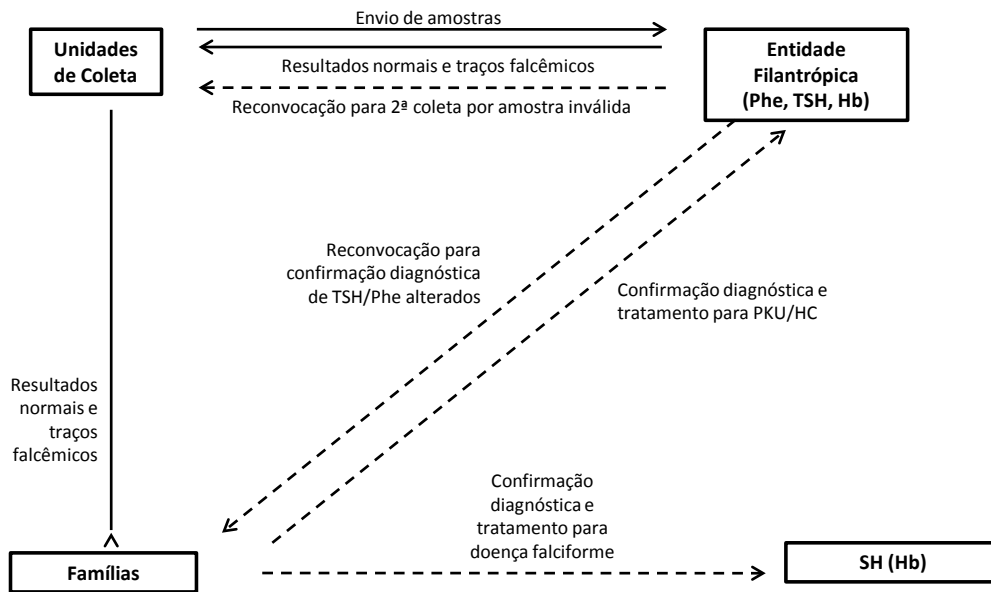 Envio de amostras
Unidades
de Coleta
Entidade
Filantrópica
(Phe, TSH, Hb)
Resultados normais e traços falcêmicos
Reconvocação para 2ª coleta por amostra inválida
Reconvocação para
confirmação diagnóstica
de TSH/Phe alterados
Confirmação diagnóstica e
tratamento para PKU/HC
Resultados
normais e
traços
falcêmicos
Confirmação
diagnóstica e
tratamento para
doença falciforme
Famílias
SH (Hb)